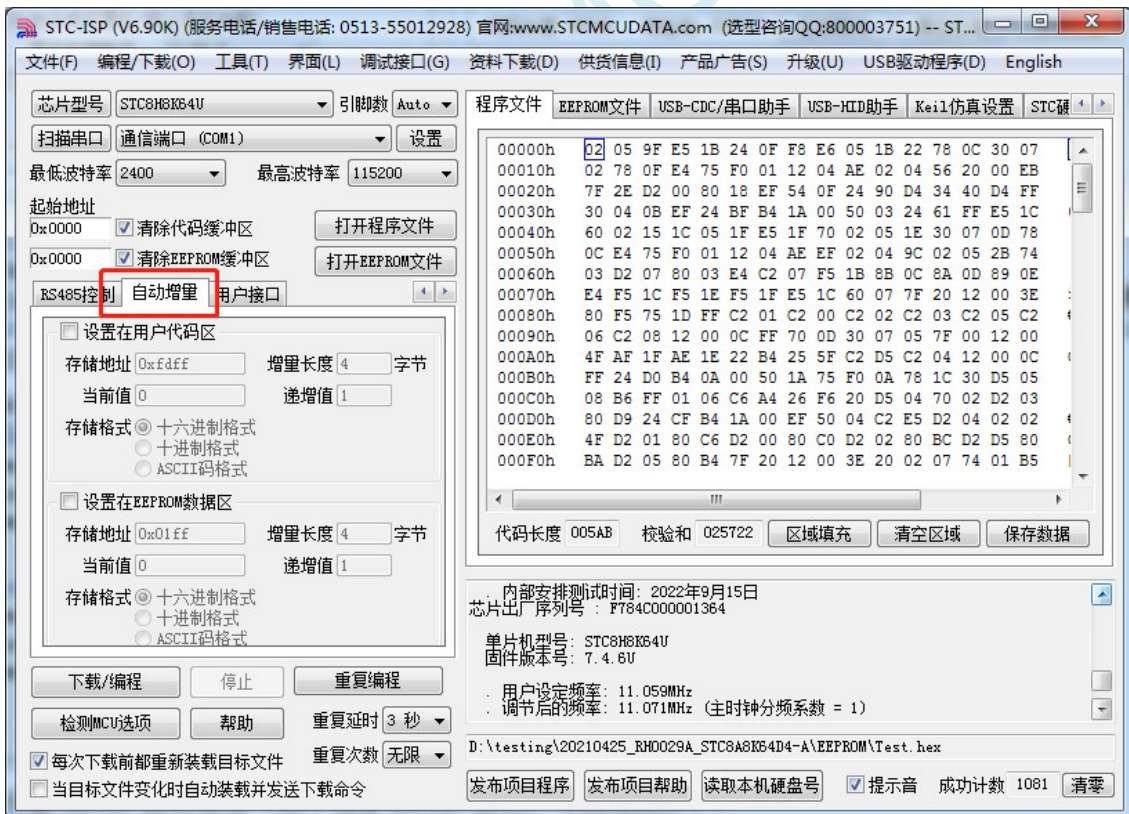 STC-ISP (V6.90K) (服务电话/销售电话: 0513-55012928) 官网:www.STCMCUDATA.com (选型咨询QQ:800003751) -- ST...
文件(F) 编程/下载(O) 工具(T) 界面(L) 调试接口(G) 资料下载(D) 供货信息(I) 产品广告(S) 升级(U) USB驱动程序(D) English
芯片型号 STC8H8K64U 引脚数 Auto
扫描串口 通信端口 (COM1) 设置
最低波特率 2400 最高波特率 115200
起始地址
0x0000 清除代码缓冲区 打开程序文件
0x0000 清除EEPROM缓冲区 打开EEPROM文件
RS485控制 自动增量 用户接口
设置在用户代码区
存储地址 0xfdff 增量长度 4 字节
当前值 0 递增值 1
存储格式 十六进制格式
十进制格式
ASCII码格式
设置在EEPROM数据区
存储地址 0x01ff 增量长度 4 字节
当前值 0 递增值 1
存储格式 十六进制格式
十进制格式
ASCII码格式
下载/编程 停止 重复编程
检测MCU选项 帮助 重复延时 3 秒
每次下载前都重新装载目标文件 重复次数 无限
当目标文件变化时自动装载并发送下载命令
程序文件 EEPROM文件 USB-CDC/串口助手 USB-HID助手 Keil仿真设置 STC硬
00000h 02 05 9F E5 1B 24 0F F8 E6 05 1B 22 78 0C 30 07
00010h 02 78 0F E4 75 F0 01 12 04 AE 02 04 56 20 00 EB
00020h 7F 2E D2 00 80 18 EF 54 0F 24 90 D4 34 40 D4 FF
00030h 30 04 0B EF 24 BF B4 1A 00 50 03 24 61 FF E5 1C
00040h 60 02 15 1C 05 1F E5 1F 70 02 05 1E 30 07 0D 78
00050h 0C E4 75 F0 01 12 04 AE EF 02 04 9C 02 05 2B 74
00060h 03 D2 07 80 03 E4 C2 07 F5 1B 8B 0C 8A 0D 89 0E
00070h E4 F5 1C F5 1E F5 1F E5 1C 60 07 7F 20 12 00 3E
00080h 80 F5 75 1D FF C2 01 C2 00 C2 02 C2 03 C2 05 C2
00090h 06 C2 08 12 00 0C FF 70 0D 30 07 05 7F 00 12 00
000A0h 4F AF 1F AE 1E 22 B4 25 5F C2 D5 C2 04 12 00 0C
000B0h FF 24 D0 B4 0A 00 50 1A 75 F0 0A 78 1C 30 D5 05
000C0h 08 B6 FF 01 06 C6 A4 26 F6 20 D5 04 70 02 D2 03
000D0h 80 D9 24 CF B4 1A 00 EF 50 04 C2 E5 D2 04 02 02
000E0h 4F D2 01 80 C6 D2 00 80 C0 D2 02 80 BC D2 D5 80
000F0h BA D2 05 80 B4 7F 20 12 00 3E 20 02 07 74 01 B5
代码长度 005AB 校验和 025722 区域填充 清空区域 保存数据
. 内部安排测试时间: 2022年9月15日
芯片出厂序列号 : F784C000001364
单片机型号: STC8H8K64U
固件版本号: 7.4.6U
. 用户设定频率: 11.059MHz
. 调节后的频率: 11.071MHz (主时钟分频系数 = 1)
D:\testing\20210425_RH0029A_STC8A8K64D4-A\EEPROM\Test.hex
发布项目程序 发布项目帮助 读取本机硬盘号 提示音 成功计数 1081 清零